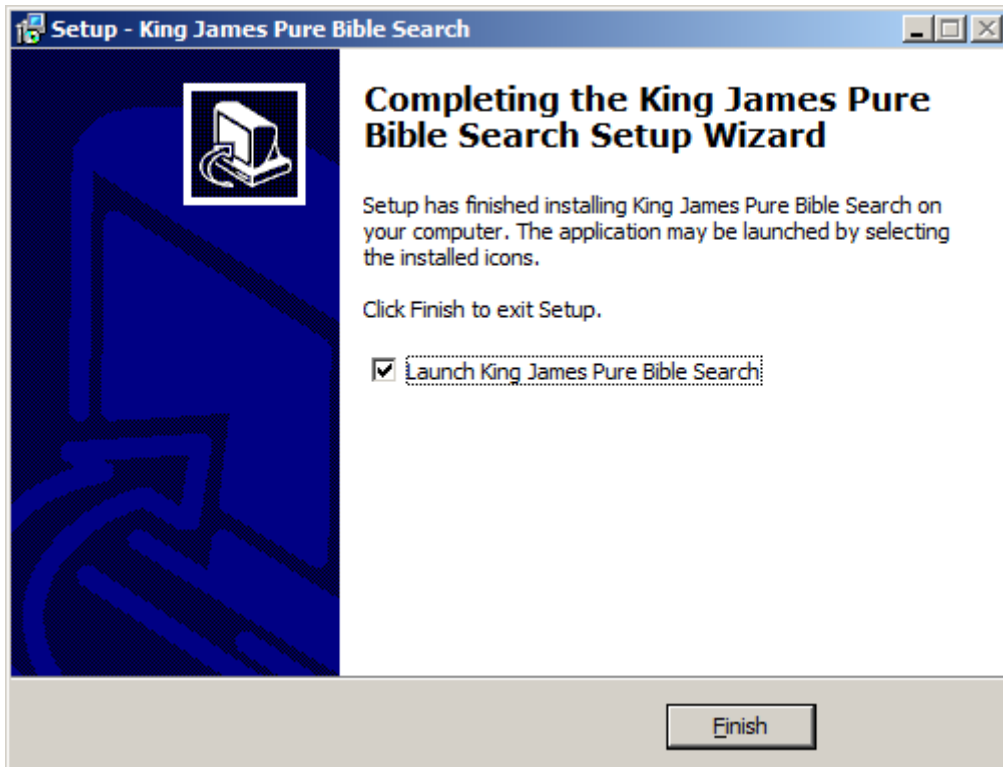 Setup - King James Pure Bible Search
Completing the King James Pure
Bible Search Setup Wizard
Setup has finished installing King James Pure Bible Search on
your computer. The application may be launched by selecting
the installed icons.
Click Finish to exit Setup.
Launch King James Pure Bible Search
Finish